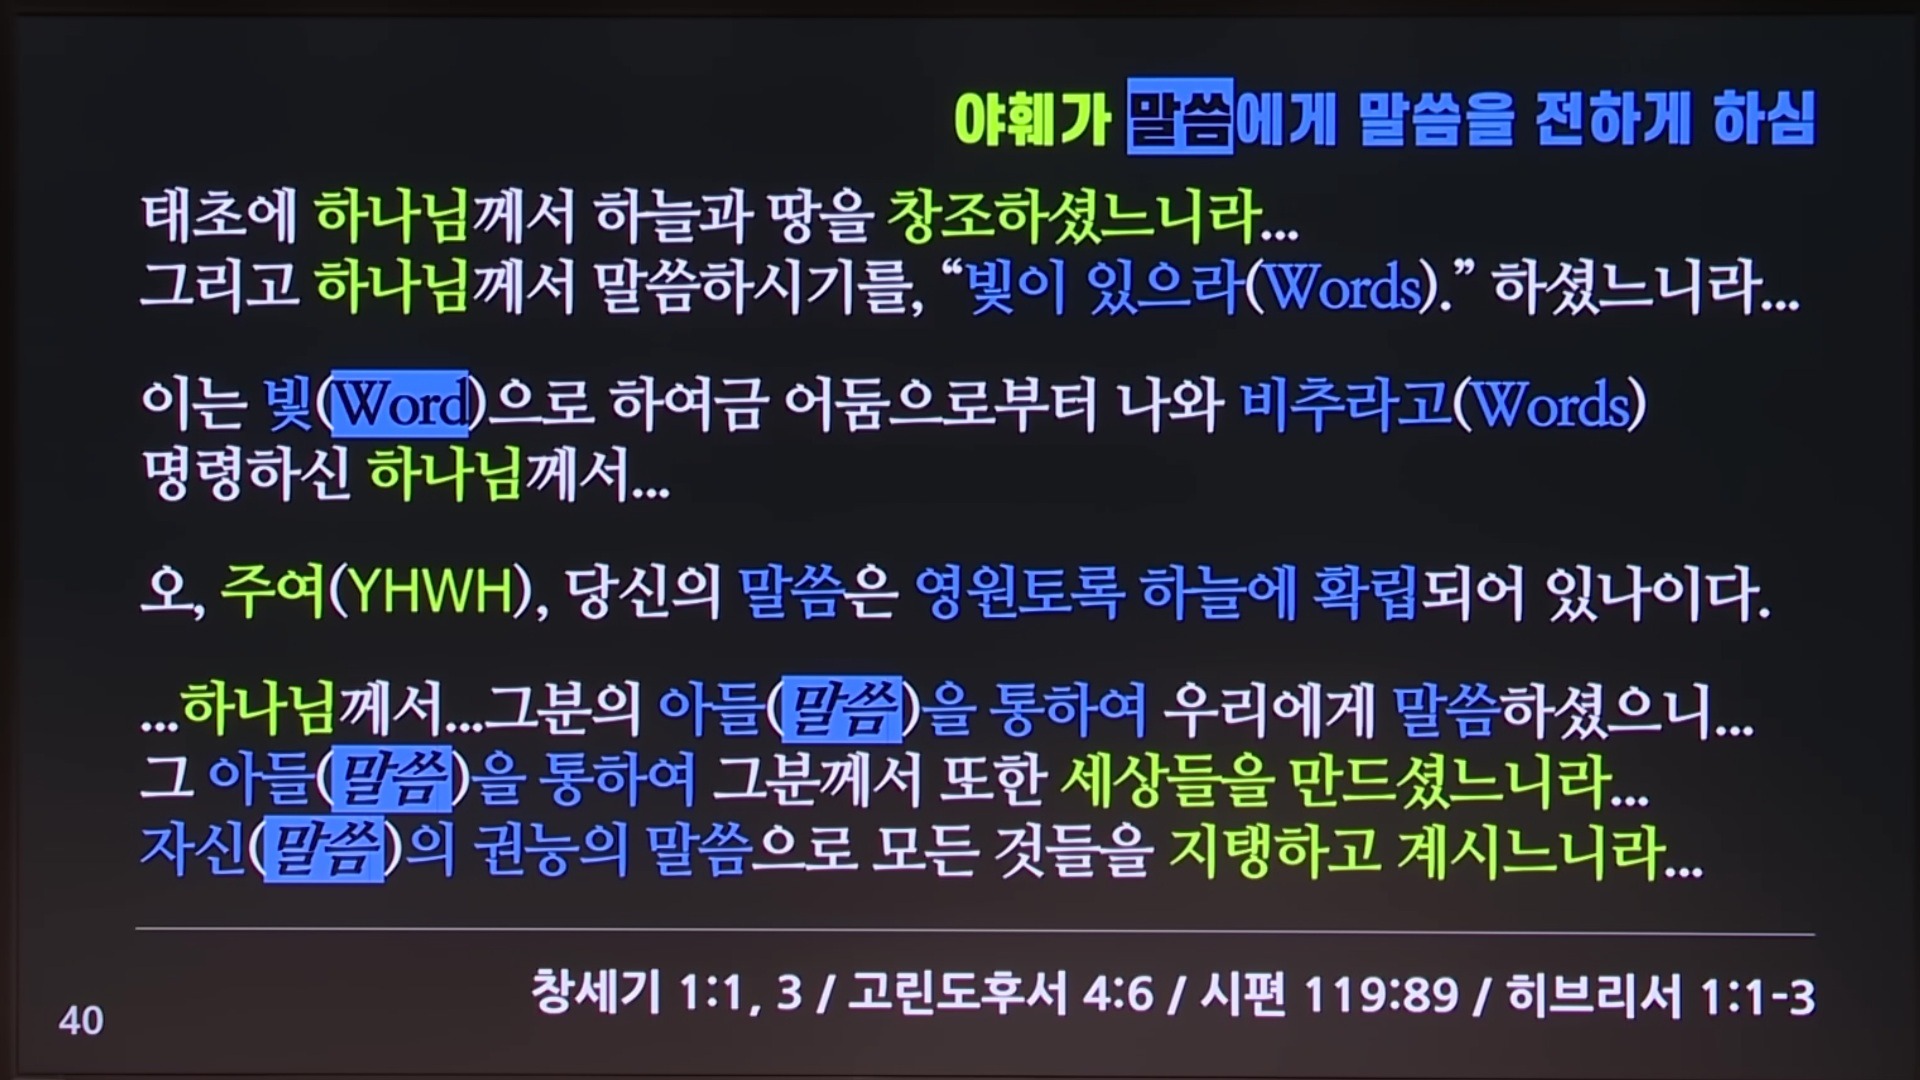 야훼가 말씀에게 말씀을 전하게 하심
태초에 하나님께서 하늘과 땅을 창조하셨느니라...
그리고 하나님께서 말씀하시기를, “빛이 있으라(Words).” 하셨느니라...
이는 빛(Word)으로 하여금 어둠으로부터 나와 비추라고(Words)
명령하신 하나님께서...
오, 주여(YHWH), 당신의 말씀은 영원토록 하늘에 확립되어 있나이다.
...하나님께서...그분의 아들(말씀)을 통하여 우리에게 말씀하셨으니...
그 아들(말씀)을 통하여 그분께서 또한 세상들을 만드셨느니라...
자신(말씀)의 권능의 말씀으로 모든 것들을 지탱하고 계시느니라...
창세기 1:1, 3 / 고린도후서 4:6 / 시편 119:89 / 히브리서 1:1-3
40